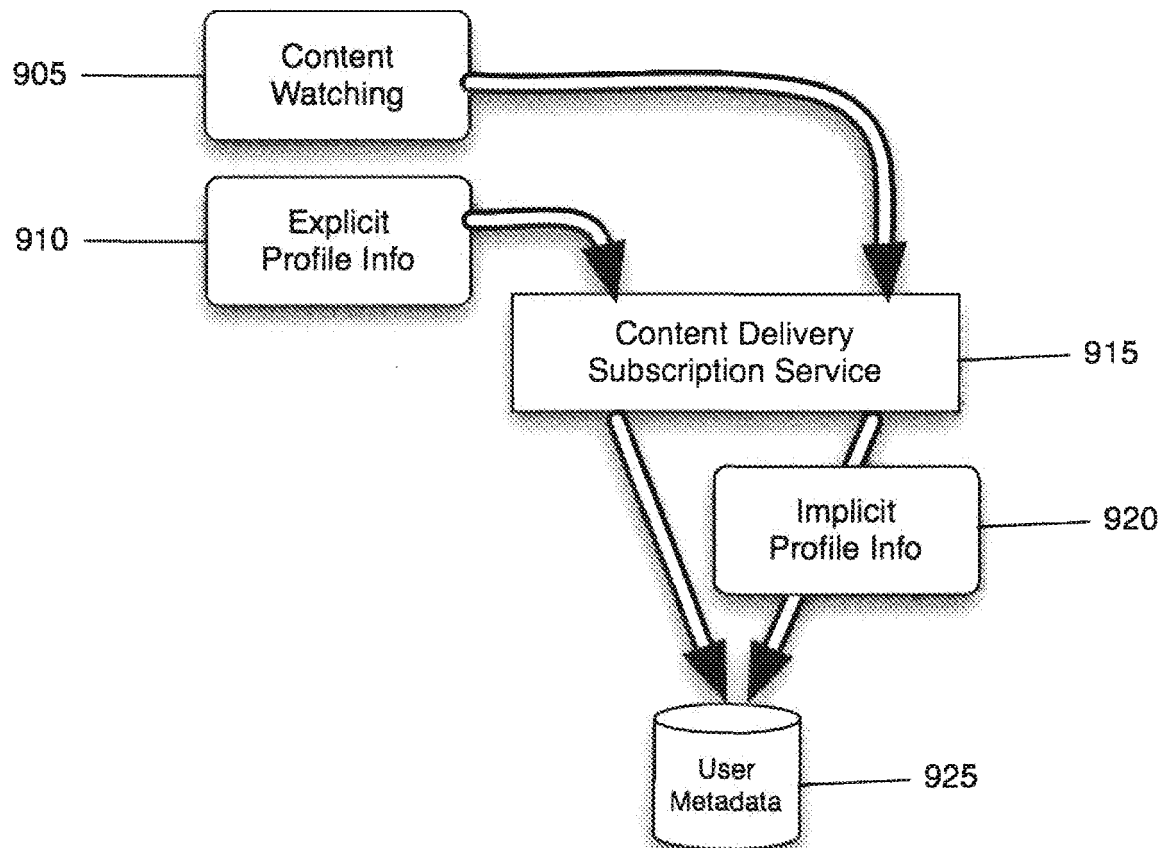 905
Content
Watching
910
Explicit
Profile Info
Content Delivery
Subscription Service
915
Implicit
Profile Info
920
User
Metadata
925